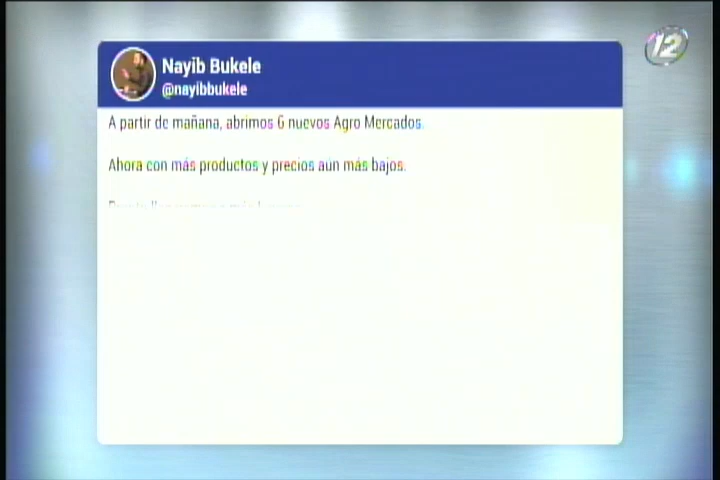 12
Nayib Bukele
@nayibbukele
A partir de mañana, abrimos 6 nuevos Agro Mercados.
Ahora con más productos y precios aún más bajos.